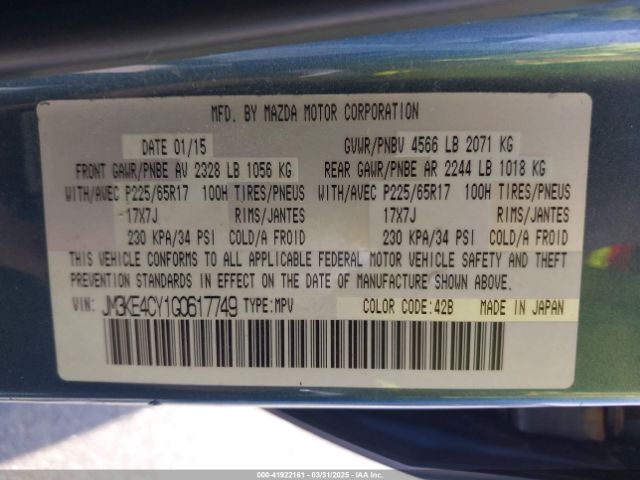 MFD. BY MAZDA MOTOR CORPORATION
DATE 01/15 GVWR/PNBV 4566 LB 2071 KG
FRONT GAWR/PNBE AV 2328 LB 1056 KG REAR GAWR/PNBE AR 2244 LB 1018 KG
WITH/AVEC P225/65R17 100H TIRES/PNEUS WITH/AVEC P225/65R17 100H TIRES/PNEUS
17X7J RIMS/JANTES 17X7J RIMS/JANTES
230 KPA/34 PSI COLD/A FROID 230 KPA/34 PSI COLD/A FROID
THIS VEHICLE CONFORMS TO ALL APPLICABLE FEDERAL MOTOR VEHICLE SAFETY AND THEFT
PREVENTION STANDARDS IN EFFECT ON THE DATE OF MANUFACTURE SHOWN ABOVE.
VIN: JM3KE4CY1G0617749 TYPE:MPV COLOR CODE:42B MADE IN JAPAN
000-41922161 - 03/31/2025 - IAAI Inc.